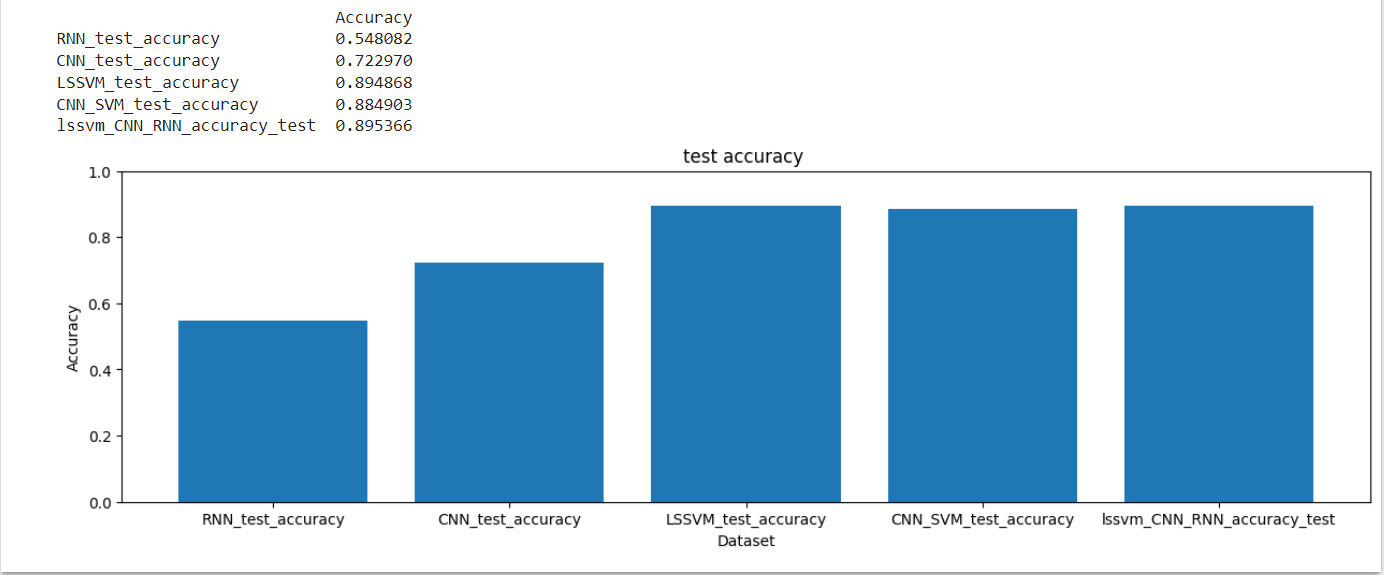 Accuracy
RNN_test_accuracy 0.548082
CNN_test_accuracy 0.722970
LSSVM_test_accuracy 0.894868
CNN_SVM_test_accuracy 0.884903
lssvm_CNN_RNN_accuracy_test 0.895366
test accuracy
1.0
0.8
0.6
0.4
0.2
0.0
Accuracy
RNN_test_accuracy CNN_test_accuracy LSSVM_test_accuracy CNN_SVM_test_accuracy lssvm_CNN_RNN_accuracy_test
Dataset